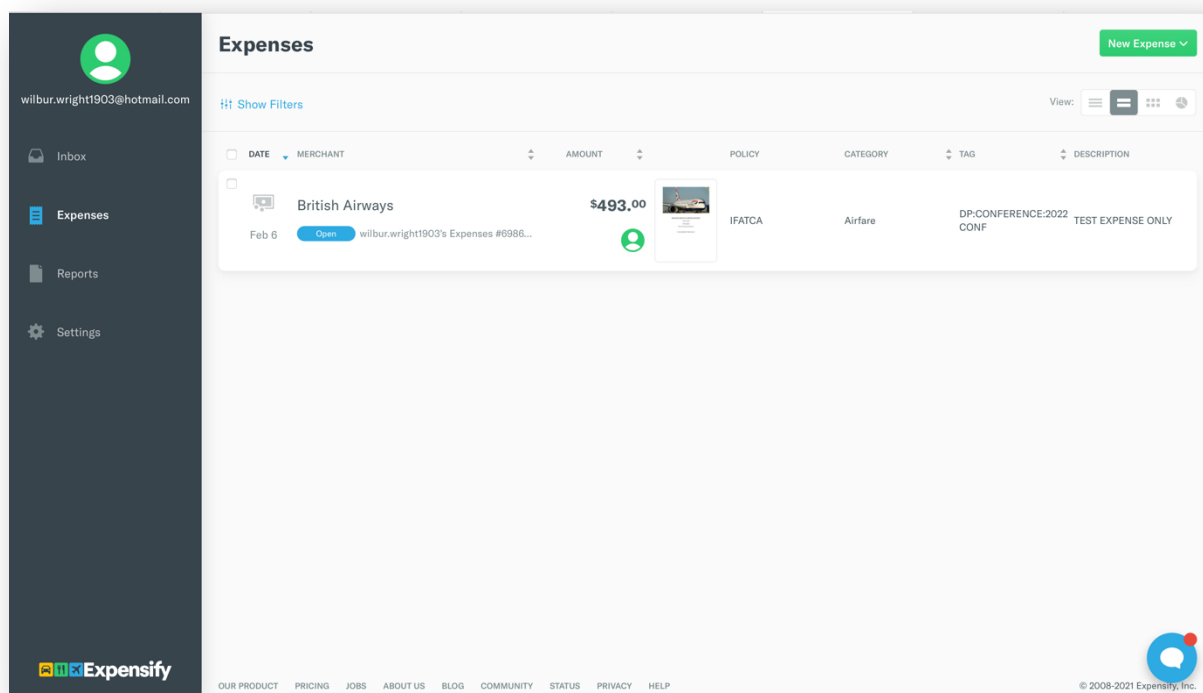 wilbur.wright1903@hotmail.com
Inbox
Expenses
Reports
Settings
Expensify
Expenses
New Expense
Show Filters
View:
DATE MERCHANT AMOUNT POLICY CATEGORY TAG DESCRIPTION
Feb 6
British Airways
Open wilbur.wright1903's Expenses #6986...
$493.00
IFATCA
Airfare
DP:CONFERENCE:2022
CONF
TEST EXPENSE ONLY
OUR PRODUCT PRICING JOBS ABOUT US BLOG COMMUNITY STATUS PRIVACY HELP
© 2008-2021 Expensify, Inc.